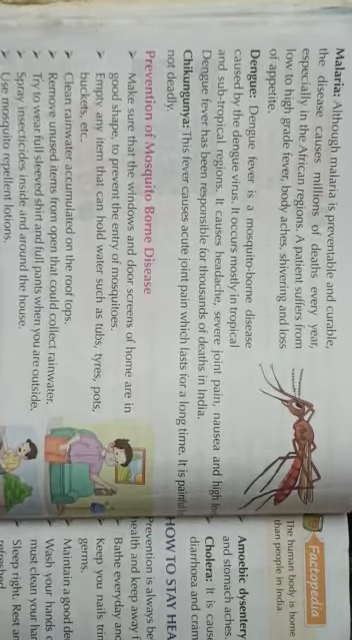 Malaria: Although malaria is preventable and curable,
the disease causes millions of deaths every year,
especially in the African regions. A patient suffers from
low to high grade fever, body aches, shivering and loss
of appetite.
Dengue: Dengue fever is a mosquito-borne disease
caused by the dengue virus. It occurs mostly in tropical
and sub-tropical regions. It causes headache, severe joint pain, nausea and high
Dengue fever has been responsible for thousands of deaths in India.
Chikungunya: This fever causes acute joint pain which lasts for a long time. It is painful
not deadly.
Prevention of Mosquito Borne Disease
➤ Make sure that the windows and door screens of home are in
good shape, to prevent the entry of mosquitoes.
➤ Empty any item that can hold water such as tubs, tyres, pots,
buckets, etc.
➤ Clean rainwater accumulated on the roof tops.
➤ Remove unused items from open that could collect rainwater.
➤ Try to wear full sleeved shirt and full pants when you are outside.
➤ Spray insecticides inside and around the house.
➤ Use mosquito repellent lotions.
Factopedia
The human body is home
than people in India
Amoebic dysentery
and stomach aches.
Cholera: It is
diarrhoea and
HOW TO STAY
Prevention is always
health and keep away
➤ Bathe everyday and
➤ Keep you nails
germs.
➤ Maintain a good
➤ Wash your hands
must clean your
➤ Sleep right. Rest